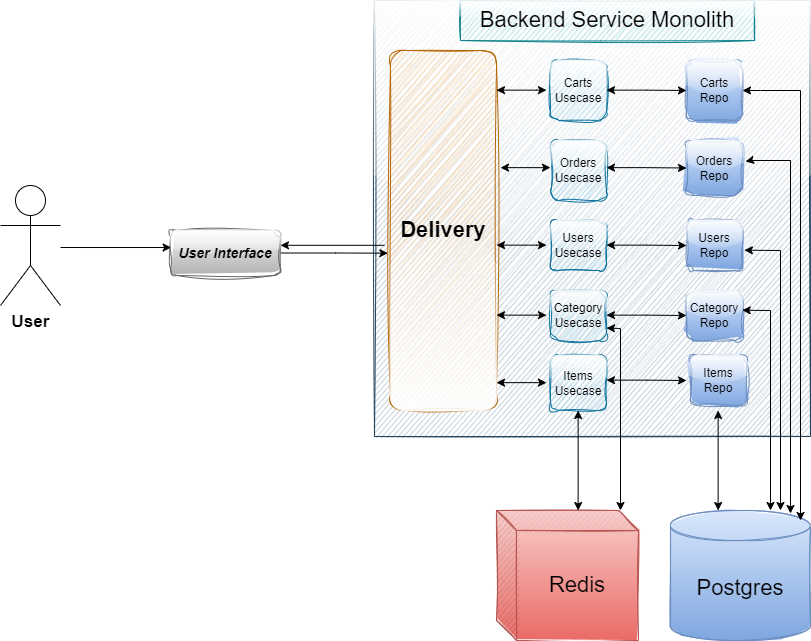 Backend Service Monolith
Carts
Usecase
Carts
Repo
Orders
Usecase
Orders
Repo
Delivery
Users
Usecase
Users
Repo
User Interface
User
Category
Usecase
Category
Repo
Items
Usecase
Items
Repo
Redis
Postgres